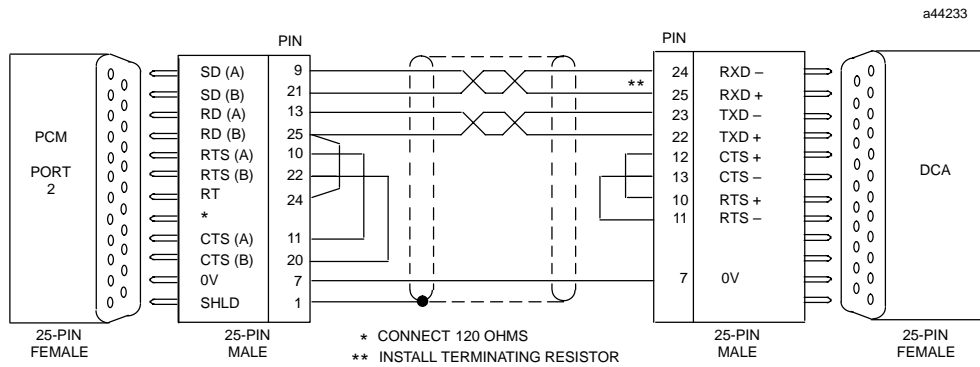 a44233
PIN
PIN
PCM
PORT
2
SD (A) 9
SD (B) 21
RD (A) 13
RD (B) 25
RTS (A) 10
RTS (B) 22
RT 24
*
CTS (A) 11
CTS (B) 20
0V 7
SHLD 1
**
24 RXD –
25 RXD +
23 TXD –
22 TXD +
12 CTS +
13 CTS –
10 RTS +
11 RTS –
7 0V
DCA
25-PIN
FEMALE
25-PIN
MALE
* CONNECT 120 OHMS
** INSTALL TERMINATING RESISTOR
25-PIN
MALE
25-PIN
FEMALE